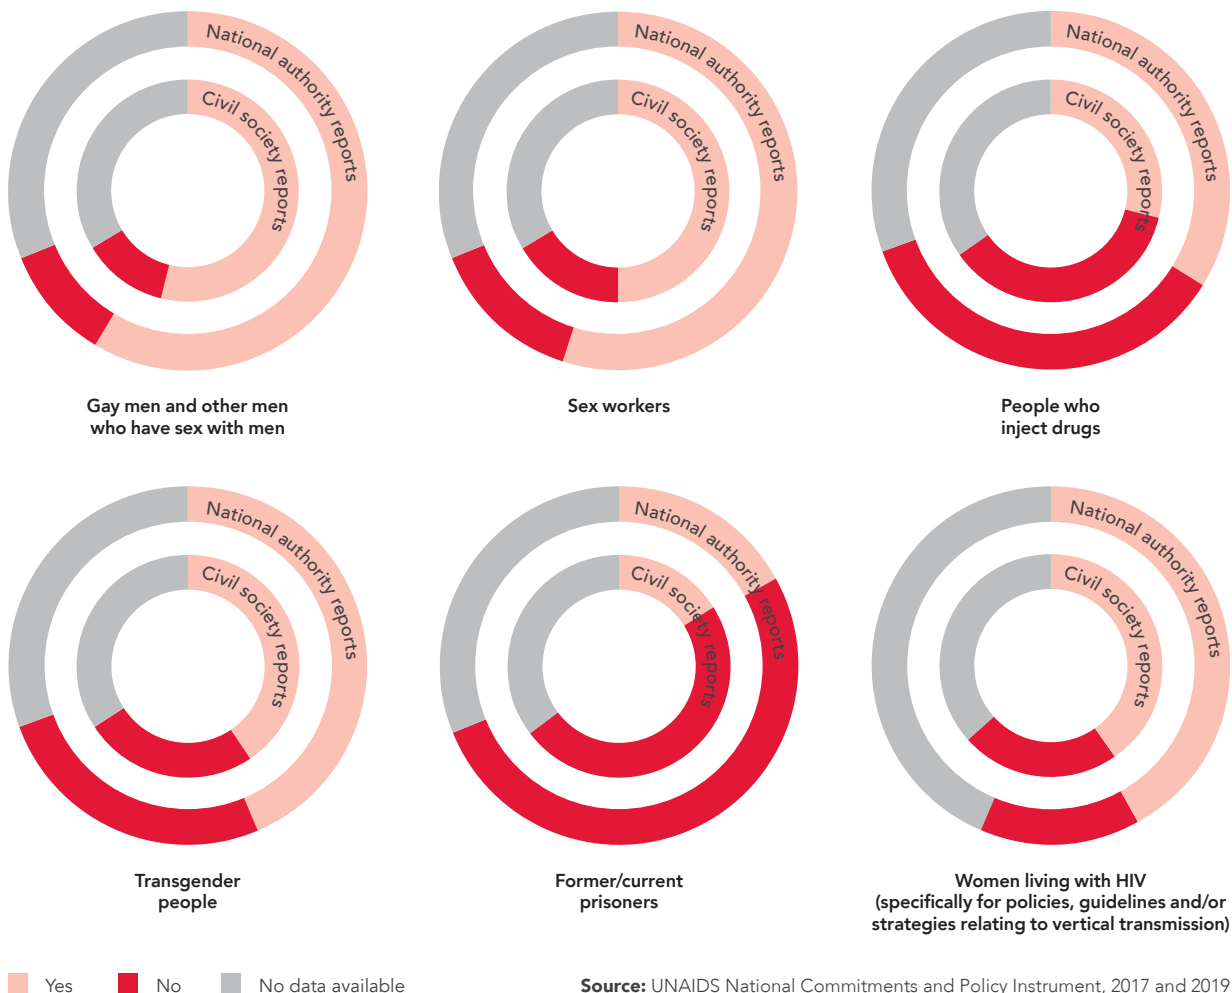 National authority reports
Civil society reports
National authority reports
Civil society reports
National authority reports
Civil society reports
Gay men and other men
who have sex with men
Sex workers
People who
inject drugs
National authority reports
Civil society reports
National authority reports
Civil society reports
National authority reports
Civil society reports
Transgender
people
Former/current
prisoners
Women living with HIV
(specifically for policies, guidelines and/or
strategies relating to vertical transmission)
Yes
No
No data available
Source: UNAIDS National Commitments and Policy Instrument, 2017 and 2019